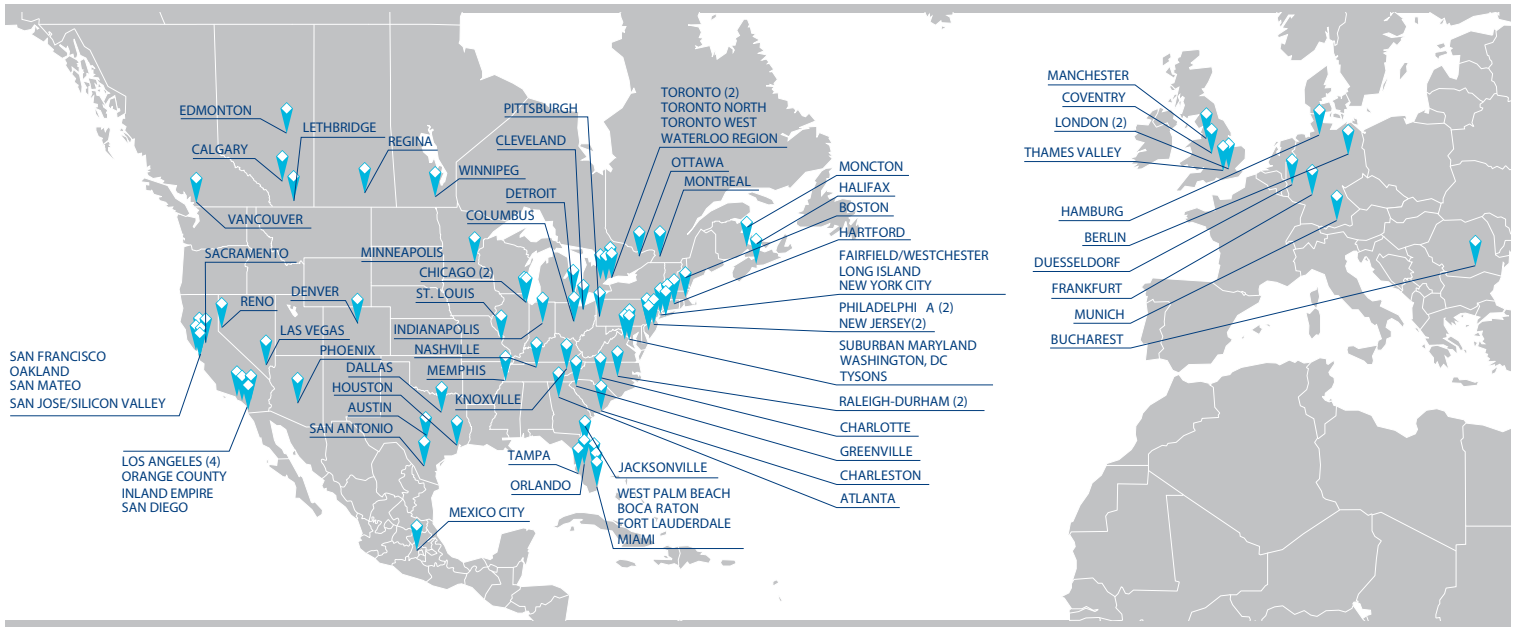 EDMONTON
LETHBRIDGE
CALGARY
REGINA
WINNIPEG
VANCOUVER
PITTSBURGH
CLEVELAND
DETROIT
COLUMBUS
TORONTO (2)
TORONTO NORTH
TORONTO WEST
WATERLOO REGION
OTTAWA
MONTREAL
MONCTON
HALIFAX
BOSTON
HARTFORD
FAIRFIELD/WESTCHESTER
LONG ISLAND
NEW YORK CITY
PHILADELPHI A (2)
NEW JERSEY(2)
SUBURBAN MARYLAND
WASHINGTON, DC
TYSONS
RALEIGH-DURHAM (2)
CHARLOTTE
GREENVILLE
CHARLESTON
ATLANTA
SACRAMENTO
MINNEAPOLIS
CHICAGO (2)
RENO
DENVER
ST. LOUIS
LAS VEGAS
INDIANAPOLIS
PHOENIX
NASHVILLE
DALLAS
MEMPHIS
HOUSTON
KNOXVILLE
AUSTIN
SAN ANTONIO
SAN FRANCISCO
OAKLAND
SAN MATEO
SAN JOSE/SILICON VALLEY
LOS ANGELES (4)
ORANGE COUNTY
INLAND EMPIRE
SAN DIEGO
TAMPA
ORLANDO
JACKSONVILLE
WEST PALM BEACH
BOCA RATON
FORT LAUDERDALE
MIAMI
MEXICO CITY
MANCHESTER
COVENTRY
LONDON (2)
THAMES VALLEY
HAMBURG
BERLIN
DUESSELDORF
FRANKFURT
MUNICH
BUCHAREST